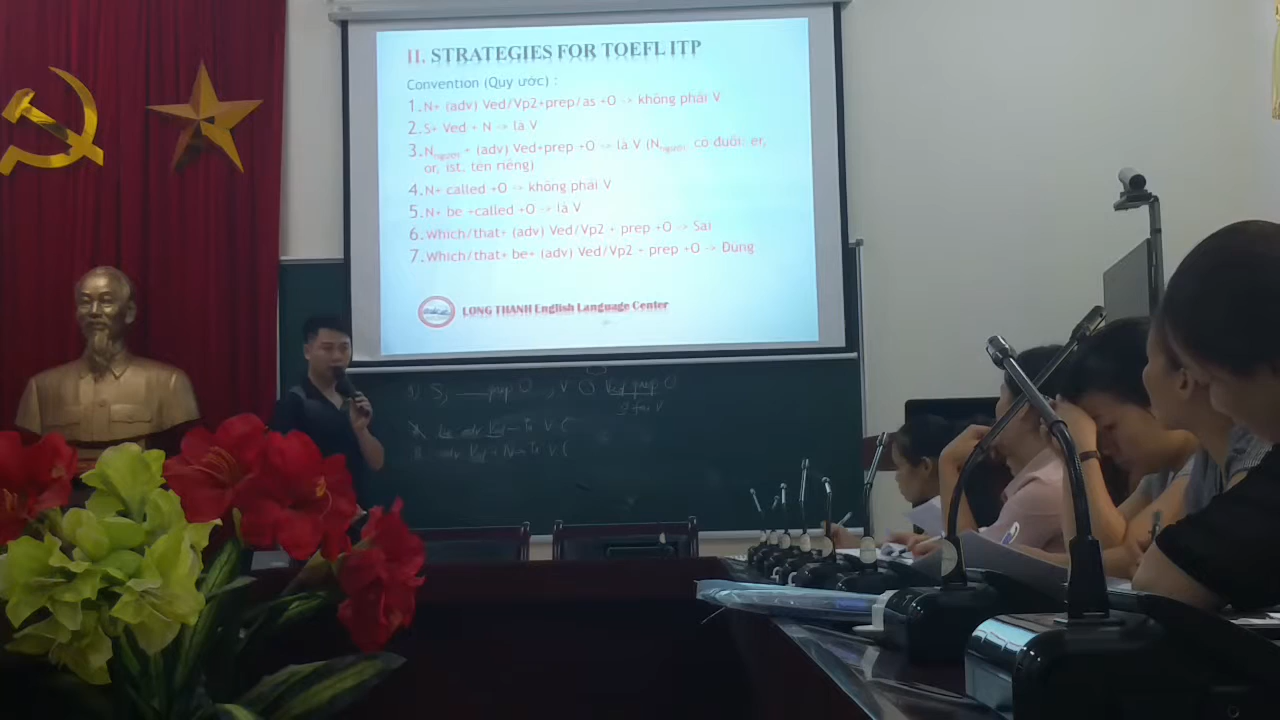 II. STRATEGIES FOR TOEFL ITP
Convention (Quy ước) :
1. N+ (adv) Ved/Vp2+prep/as +O -> không phải V
2. S+ Ved + N -> là V
3. Nngười + (adv) Ved+prep +O -> là V (Nngười có đuôi: er,
or, ist, tên riêng)
4. N+ called +O -> không phải V
5. N+ be +called +O -> là V
6. Which/that+ (adv) Ved/Vp2 + prep +O -> Sai
7. Which/that+ be+ (adv) Ved/Vp2 + prep +O -> Đúng
LONG THANH English Language Center